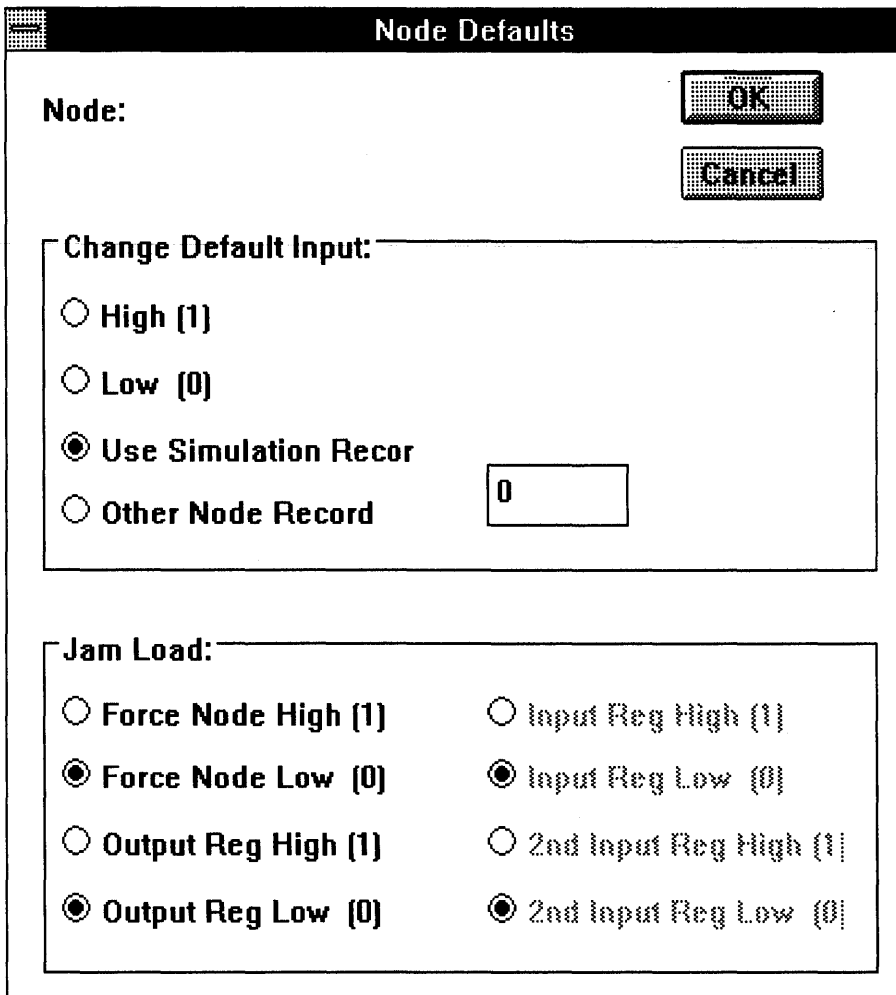 Node Defaults
Node:
OK
Cancel
Change Default Input:
High (1)
Low (0)
Use Simulation Recor
Other Node Record
0
Jam Load:
Force Node High (1)
Input Reg High (1)
Force Node Low (0)
Input Reg Low (0)
Output Reg High (1)
2nd Input Reg High (1
Output Reg Low (0)
2nd Input Reg Low (0